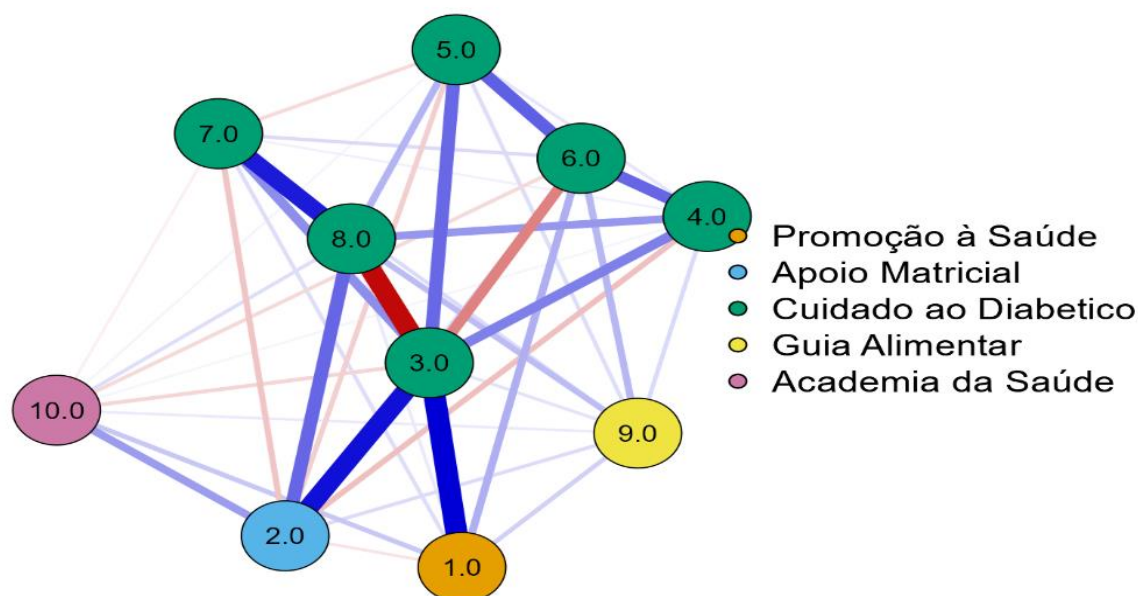 5.0
7.0
6.0
4.0
8.0
3.0
10.0
9.0
2.0
1.0
Promoção à Saúde
Apoio Matricial
Cuidado ao Diabetico
Guia Alimentar
Academia da Saúde